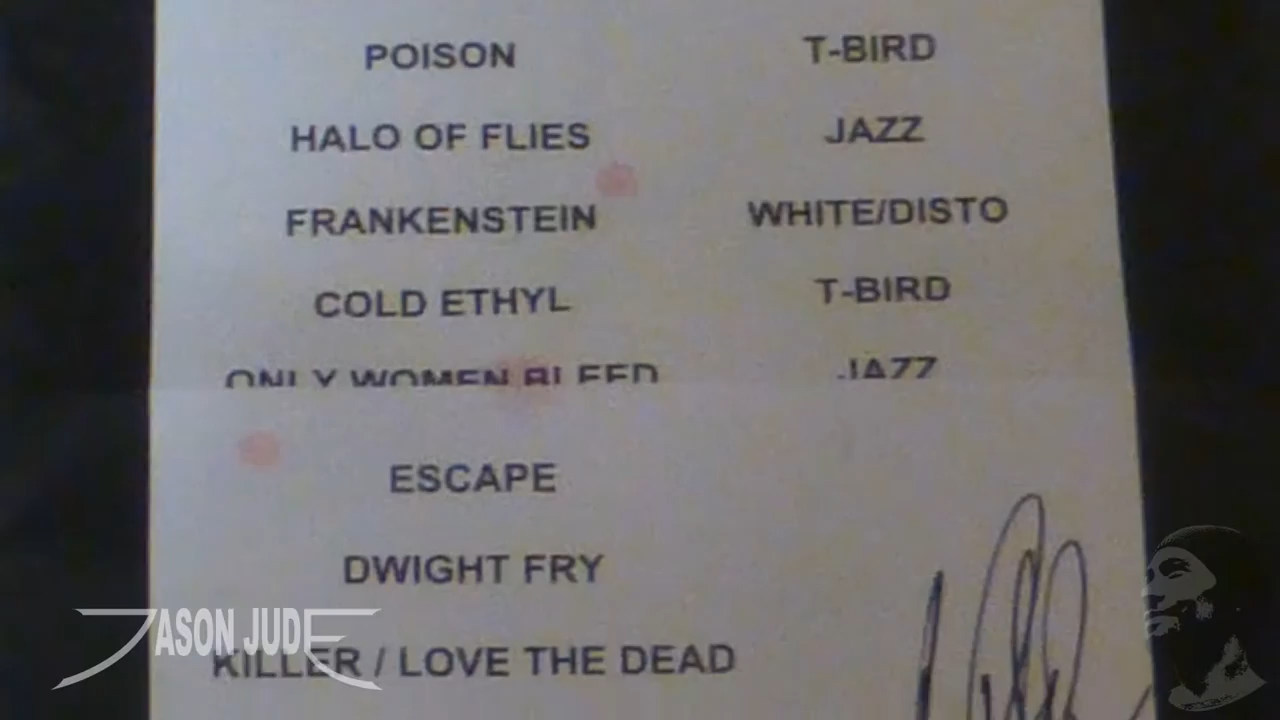 POISON T-BIRD
HALO OF FLIES JAZZ
FRANKENSTEIN WHITE/DISTO
COLD ETHYL T-BIRD
ONLY WOMEN BLEED JAZZ
ESCAPE
DWIGHT FRY
KILLER / LOVE THE DEAD
JASON JUDE